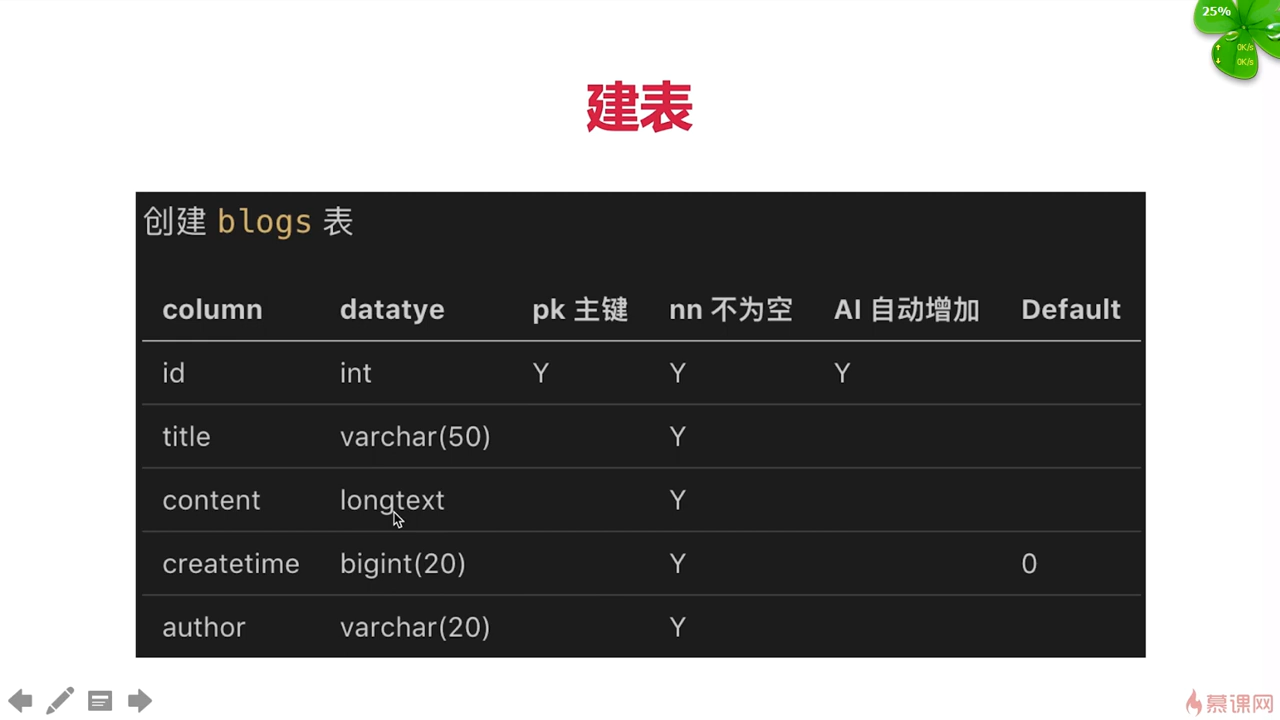 25%
0K/s
0K/s
建表
创建 blogs 表
column datatye pk 主键 nn 不为空 AI 自动增加 Default
id int Y Y Y
title varchar(50) Y
content longtext Y
createtime bigint(20) Y 0
author varchar(20) Y
慕课网